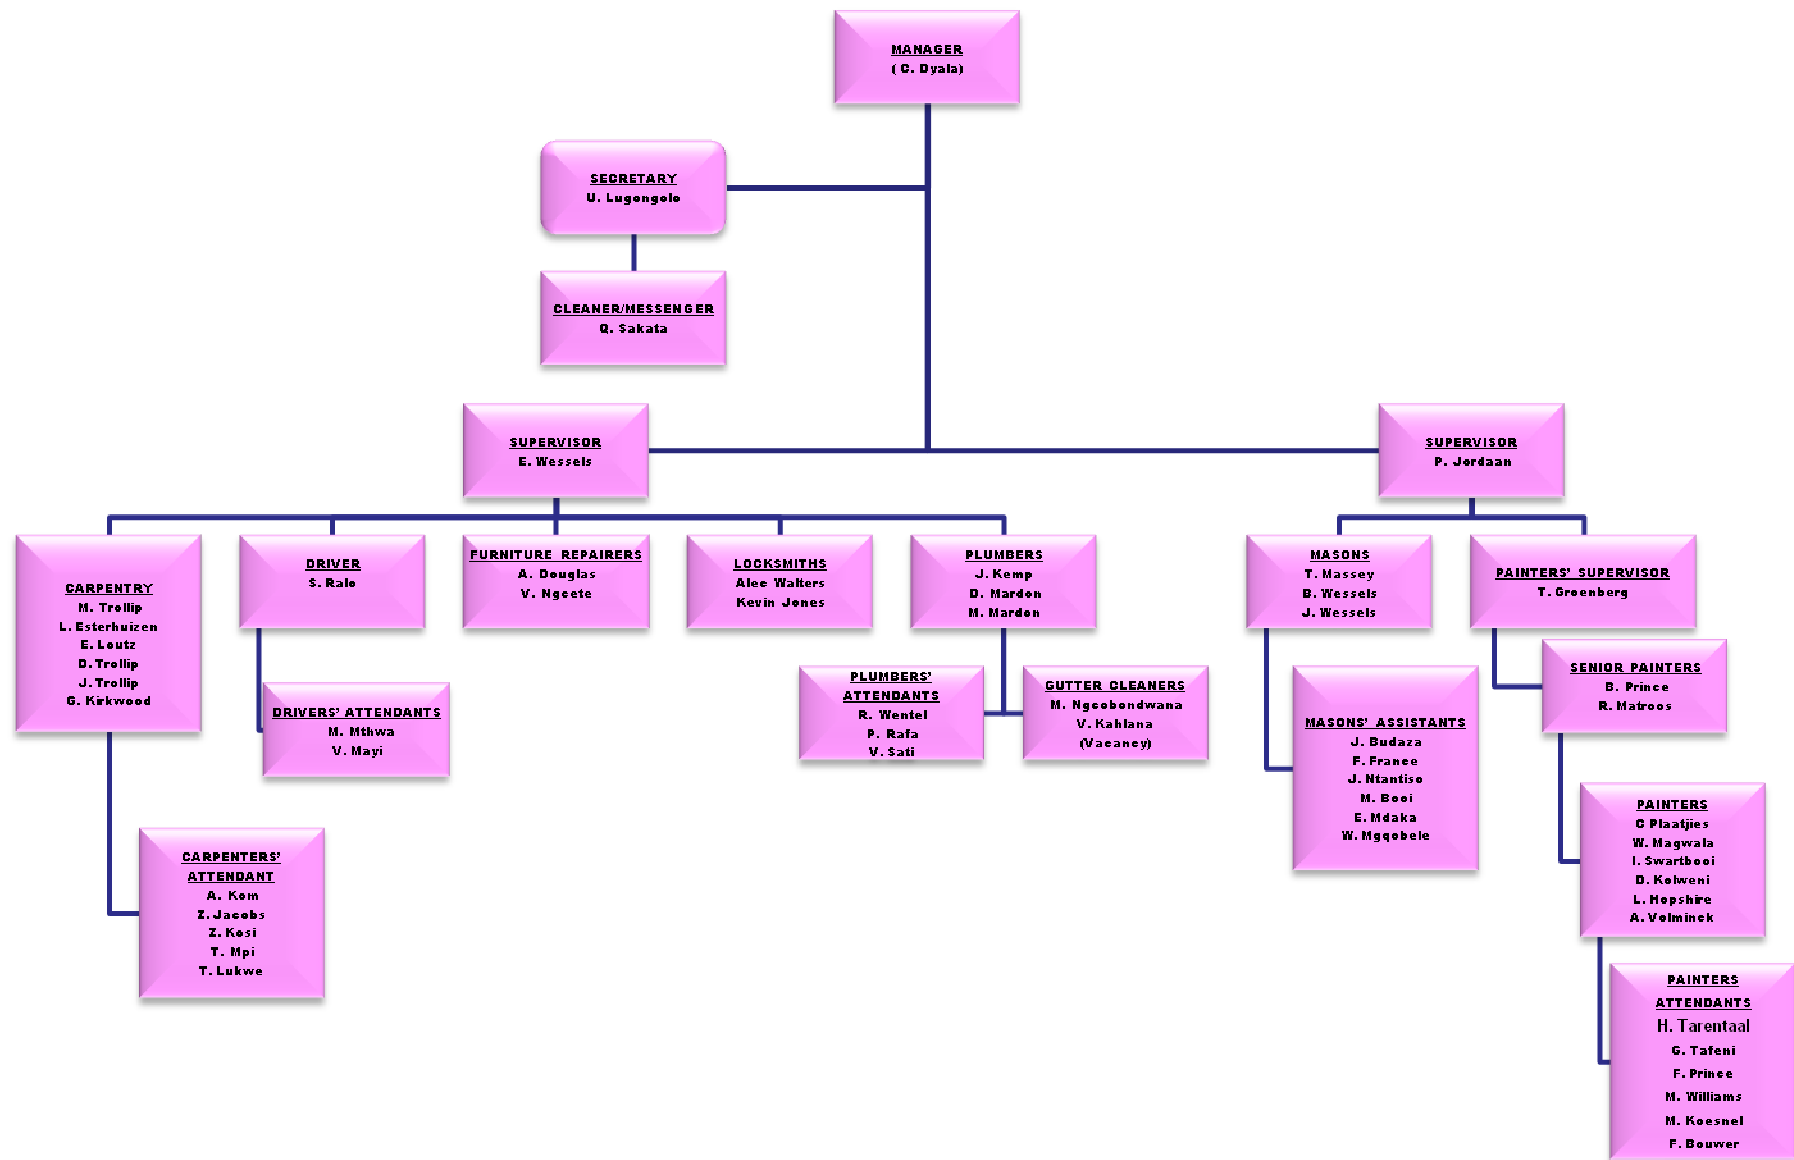 MANAGER
( C. Dyala)
SECRETARY
U. Lugongolo
CLEANER/MESSENGER
Q. Sakata
SUPERVISOR
E. Wessels
SUPERVISOR
P. Jordaan
CARPENTRY
M. Trollip
L. Esterhuizen
E. Loutz
D. Trollip
J. Trollip
G. Kirkwood
DRIVER
S. Ralo
FURNITURE REPAIRERS
A. Douglas
V. Ngcete
LOCKSMITHS
Alec Walters
Kevin Jones
PLUMBERS
J. Kemp
D. Mardon
M. Mardon
MASONS
T. Massey
B. Wessels
J. Wessels
PAINTERS' SUPERVISOR
T. Groenberg
DRIVERS' ATTENDANTS
M. Mthwa
V. Mayi
PLUMBERS'
ATTENDANTS
R. Wentel
P. Rafa
V. Sati
GUTTER CLEANERS
M. Ngcobondwana
V. Kahlana
(Vacancy)
MASONS' ASSISTANTS
J. Budaza
F. France
J. Ntantiso
M. Booi
E. Mdaka
W. Mgqobele
SENIOR PAINTERS
B. Prince
R. Matroos
CARPENTERS'
ATTENDANT
A. Kom
Z. Jacobs
Z. Kosi
T. Mpi
T. Lukwe
PAINTERS
C Plaatjies
W. Magwala
I. Swartbooi
D. Kolweni
L. Hopshire
A. Volminck
PAINTERS
ATTENDANTS
H. Tarentaal
G. Tafeni
F. Prince
M. Williams
M. Koesnel
F. Bouwer